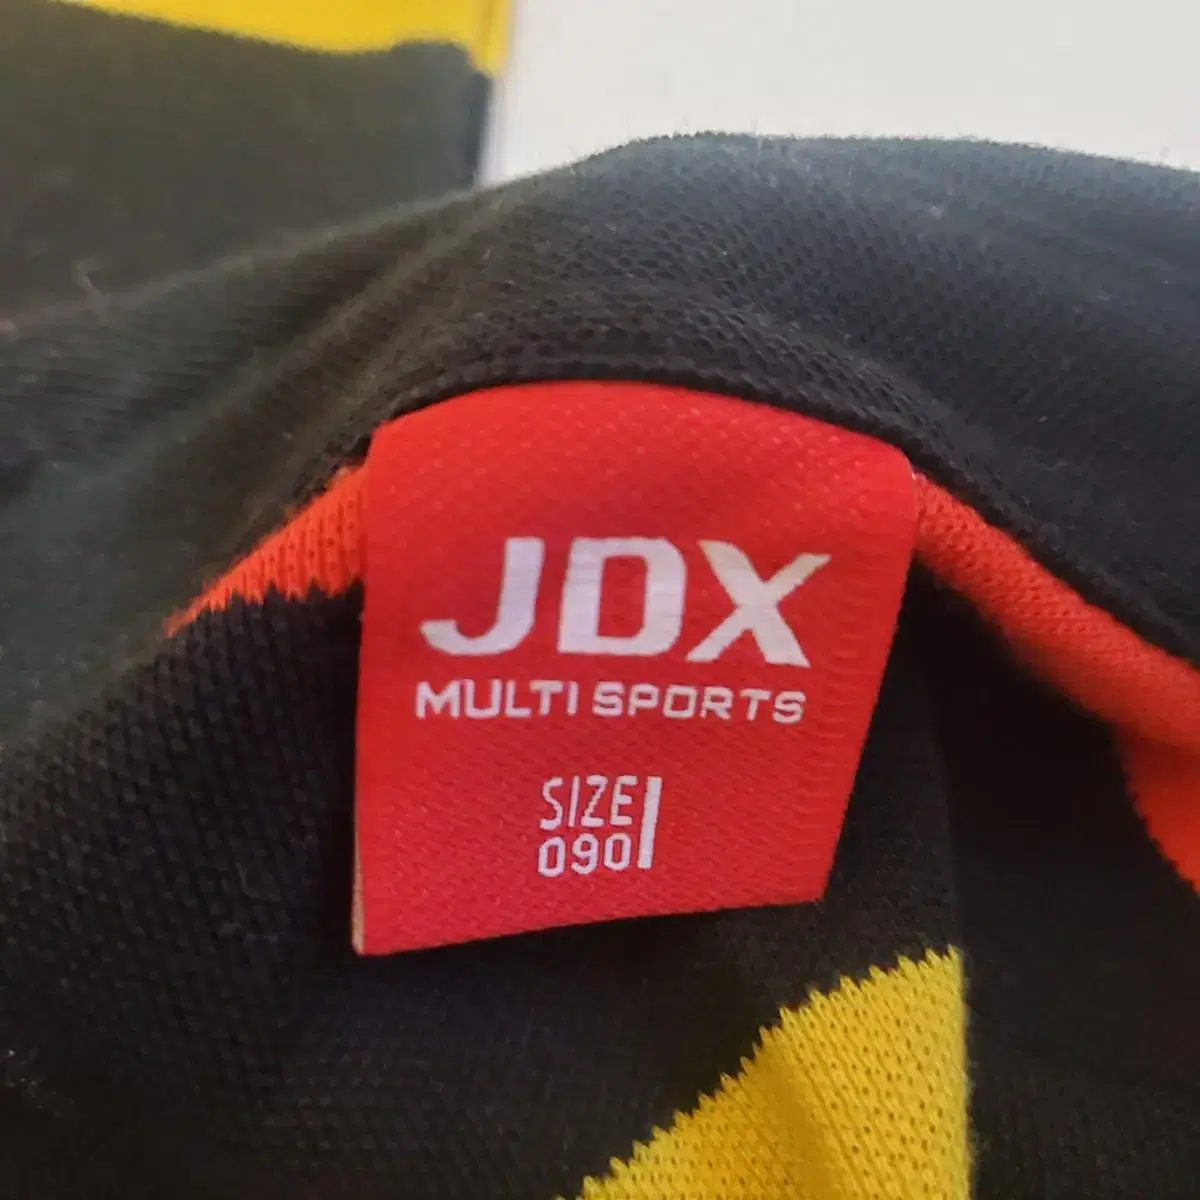 JDX
MULTI SPORTS
SIZE
090